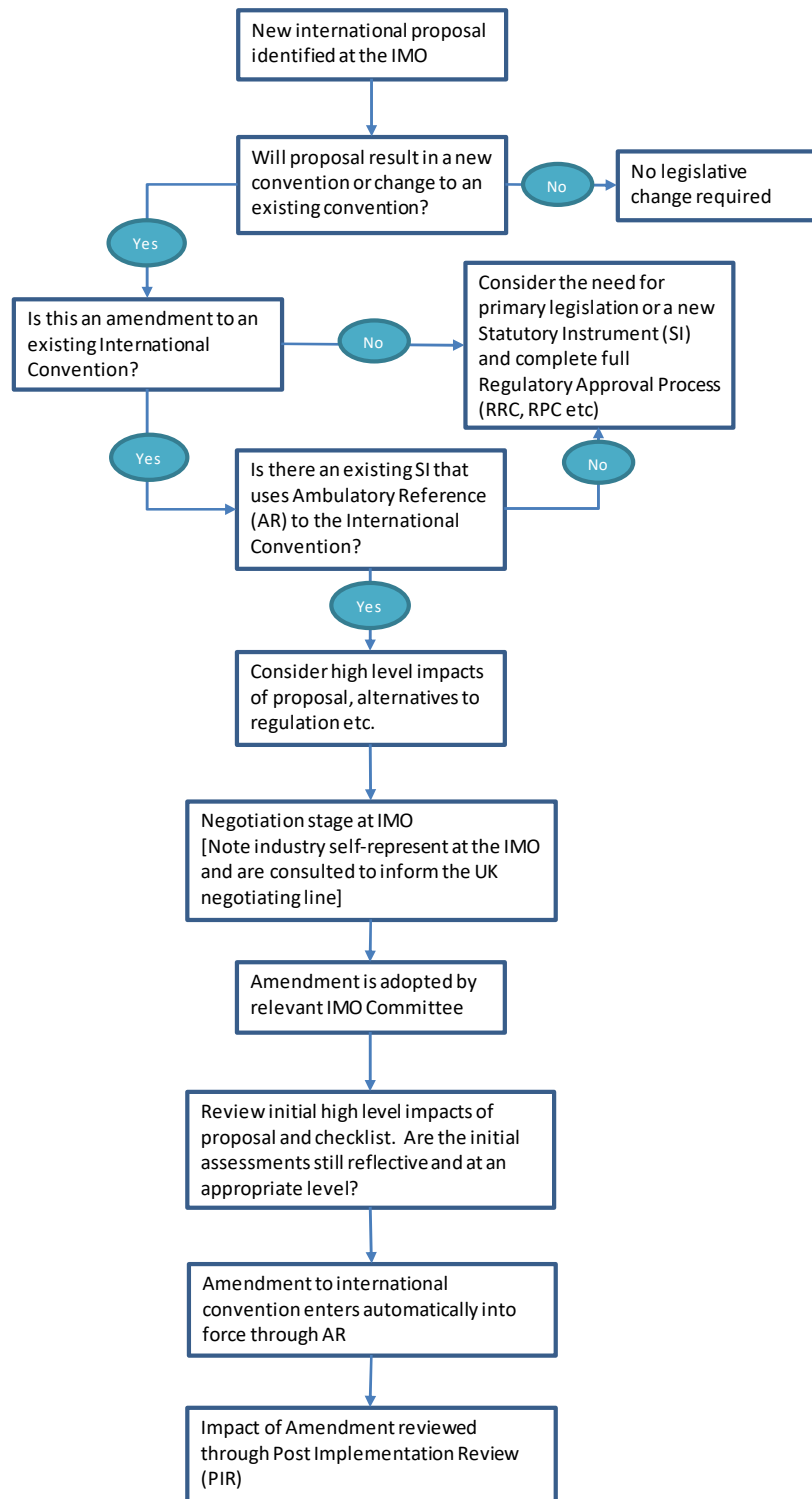 New international proposal
identified at the IMO
Will proposal result in a new
convention or change to an
existing convention?
No
No legislative
change required
Yes
Is this an amendment to an
existing International
Convention?
No
Consider the need for
primary legislation or a new
Statutory Instrument (SI)
and complete full
Regulatory Approval Process
(RRC, RPC etc)
Yes
Is there an existing SI that
uses Ambulatory Reference
(AR) to the International
Convention?
No
Yes
Consider high level impacts
of proposal, alternatives to
regulation etc.
Negotiation stage at IMO
[Note industry self-represent at the IMO
and are consulted to inform the UK
negotiating line]
Amendment is adopted by
relevant IMO Committee
Review initial high level impacts of
proposal and checklist. Are the initial
assessments still reflective and at an
appropriate level?
Amendment to international
convention enters automatically into
force through AR
Impact of Amendment reviewed
through Post Implementation Review
(PIR)